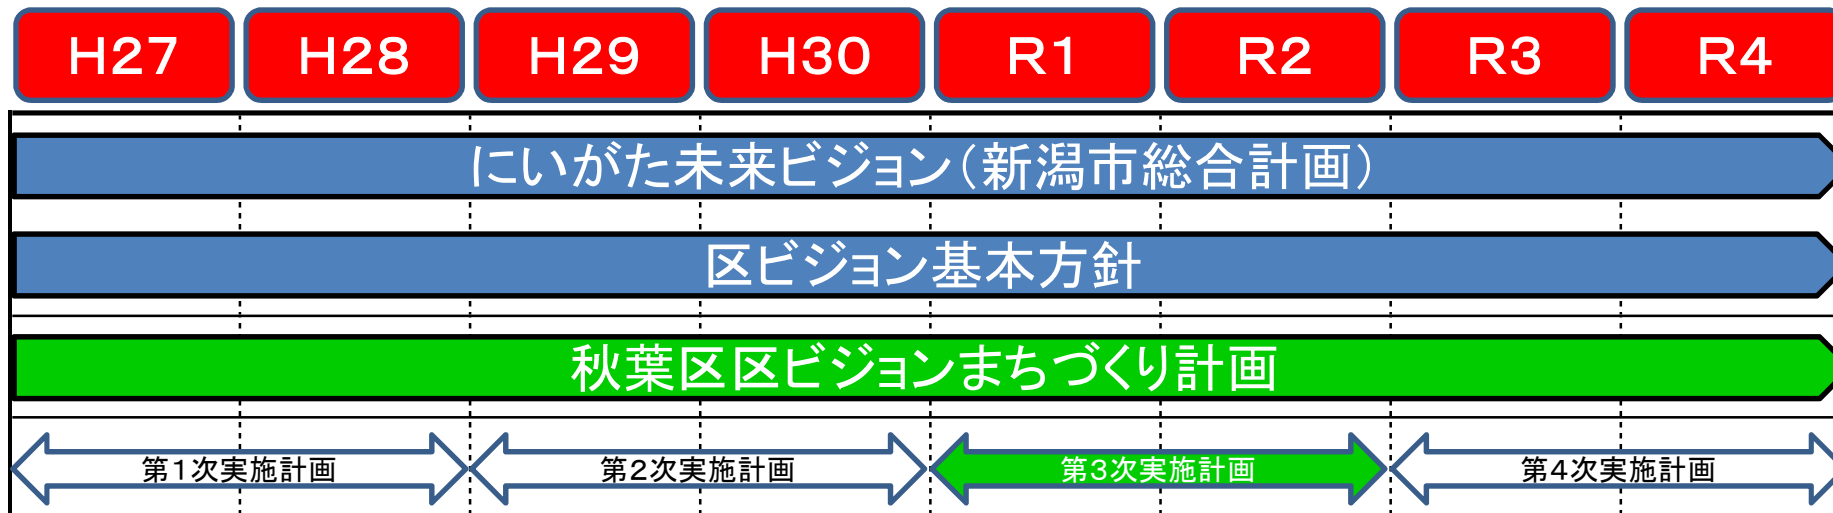 H27 H28 H29 H30 R1 R2 R3 R4
にいがた未来ビジョン（新潟市総合計画）
区ビジョン基本方針
秋葉区区ビジョンまちづくり計画
第1次実施計画 第2次実施計画 第3次実施計画 第4次実施計画